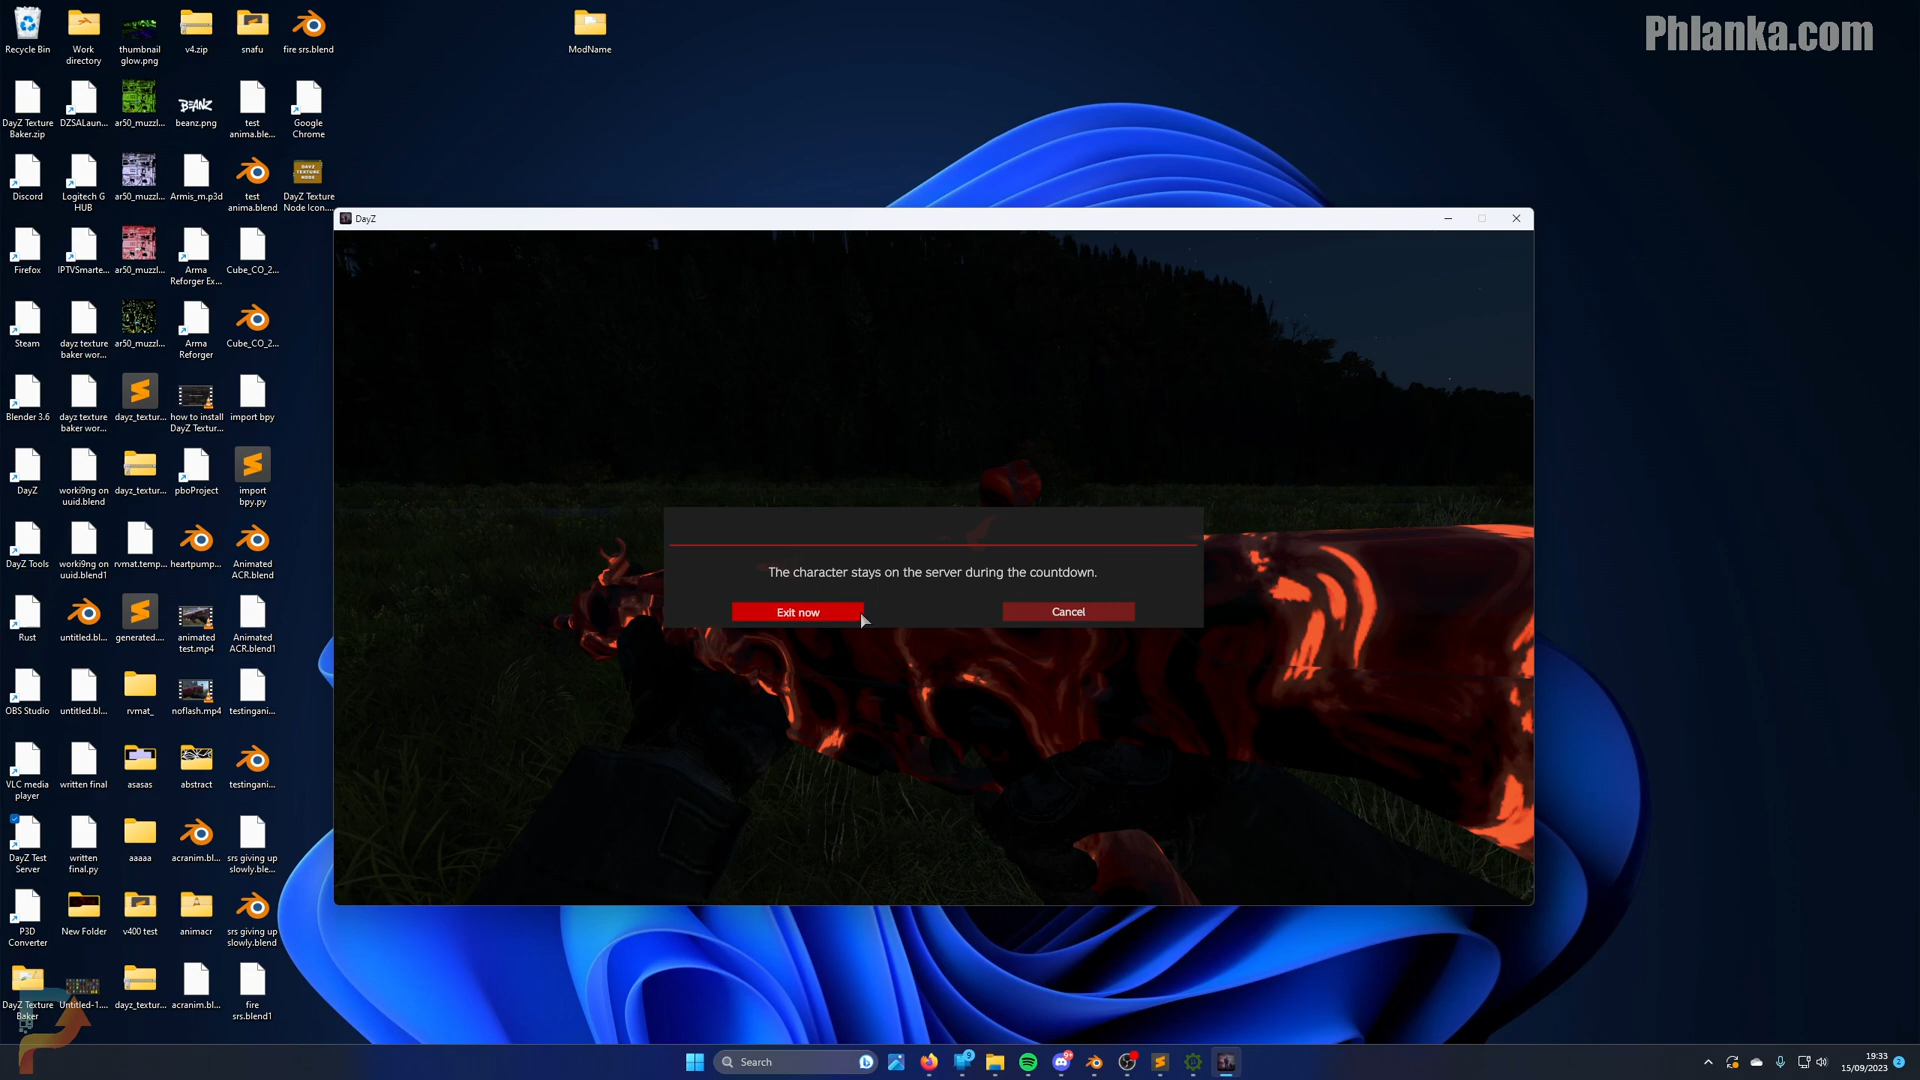 Phlanka.com
Recycle Bin
Work
directory
thumbnail
glow.png
v4.zip
snafu
fire srs.blend
ModName
DayZ Texture
Baker.zip
DZSALaun...
ar50_muzzl...
BEANZ
beanz.png
test
anima.ble...
Google
Chrome
Discord
Logitech G
HUB
ar50_muzzl...
Armis_m.p3d
test
anima.blend
DAYZ
TEXTURE
NODE
DayZ Texture
Node Icon....
Firefox
IPTVSmarte...
ar50_muzzl...
Arma
Reforger Ex...
Cube_CO_2...
Steam
dayz texture
baker wor...
ar50_muzzl...
Arma
Reforger
Cube_CO_2...
Blender 3.6
dayz texture
baker wor...
dayz_textur...
how to install
DayZ Textur...
import bpy
DayZ
worki9ng on
uuid.blend
dayz_textur...
pboProject
import
bpy.py
DayZ Tools
worki9ng on
uuid.blend1
rvmat.temp...
heartpump...
Animated
ACR.blend
Rust
untitled.bl...
generated....
animated
test.mp4
Animated
ACR.blend1
OBS Studio
untitled.bl...
rvmat_
noflash.mp4
testingani...
VLC media
player
written final
asasas
abstract
testingani...
DayZ Test
Server
written
final.py
aaaaa
acranim.bl...
srs giving up
slowly.ble...
P3D
Converter
New Folder
v400 test
animacr
srs giving up
slowly.blend
DayZ Texture
Baker
Untitled-1....
dayz_textur...
acranim.bl...
fire
srs.blend1
DayZ
The character stays on the server during the countdown.
Exit now
Cancel
Search
9
9+
19:33
15/09/2023
2